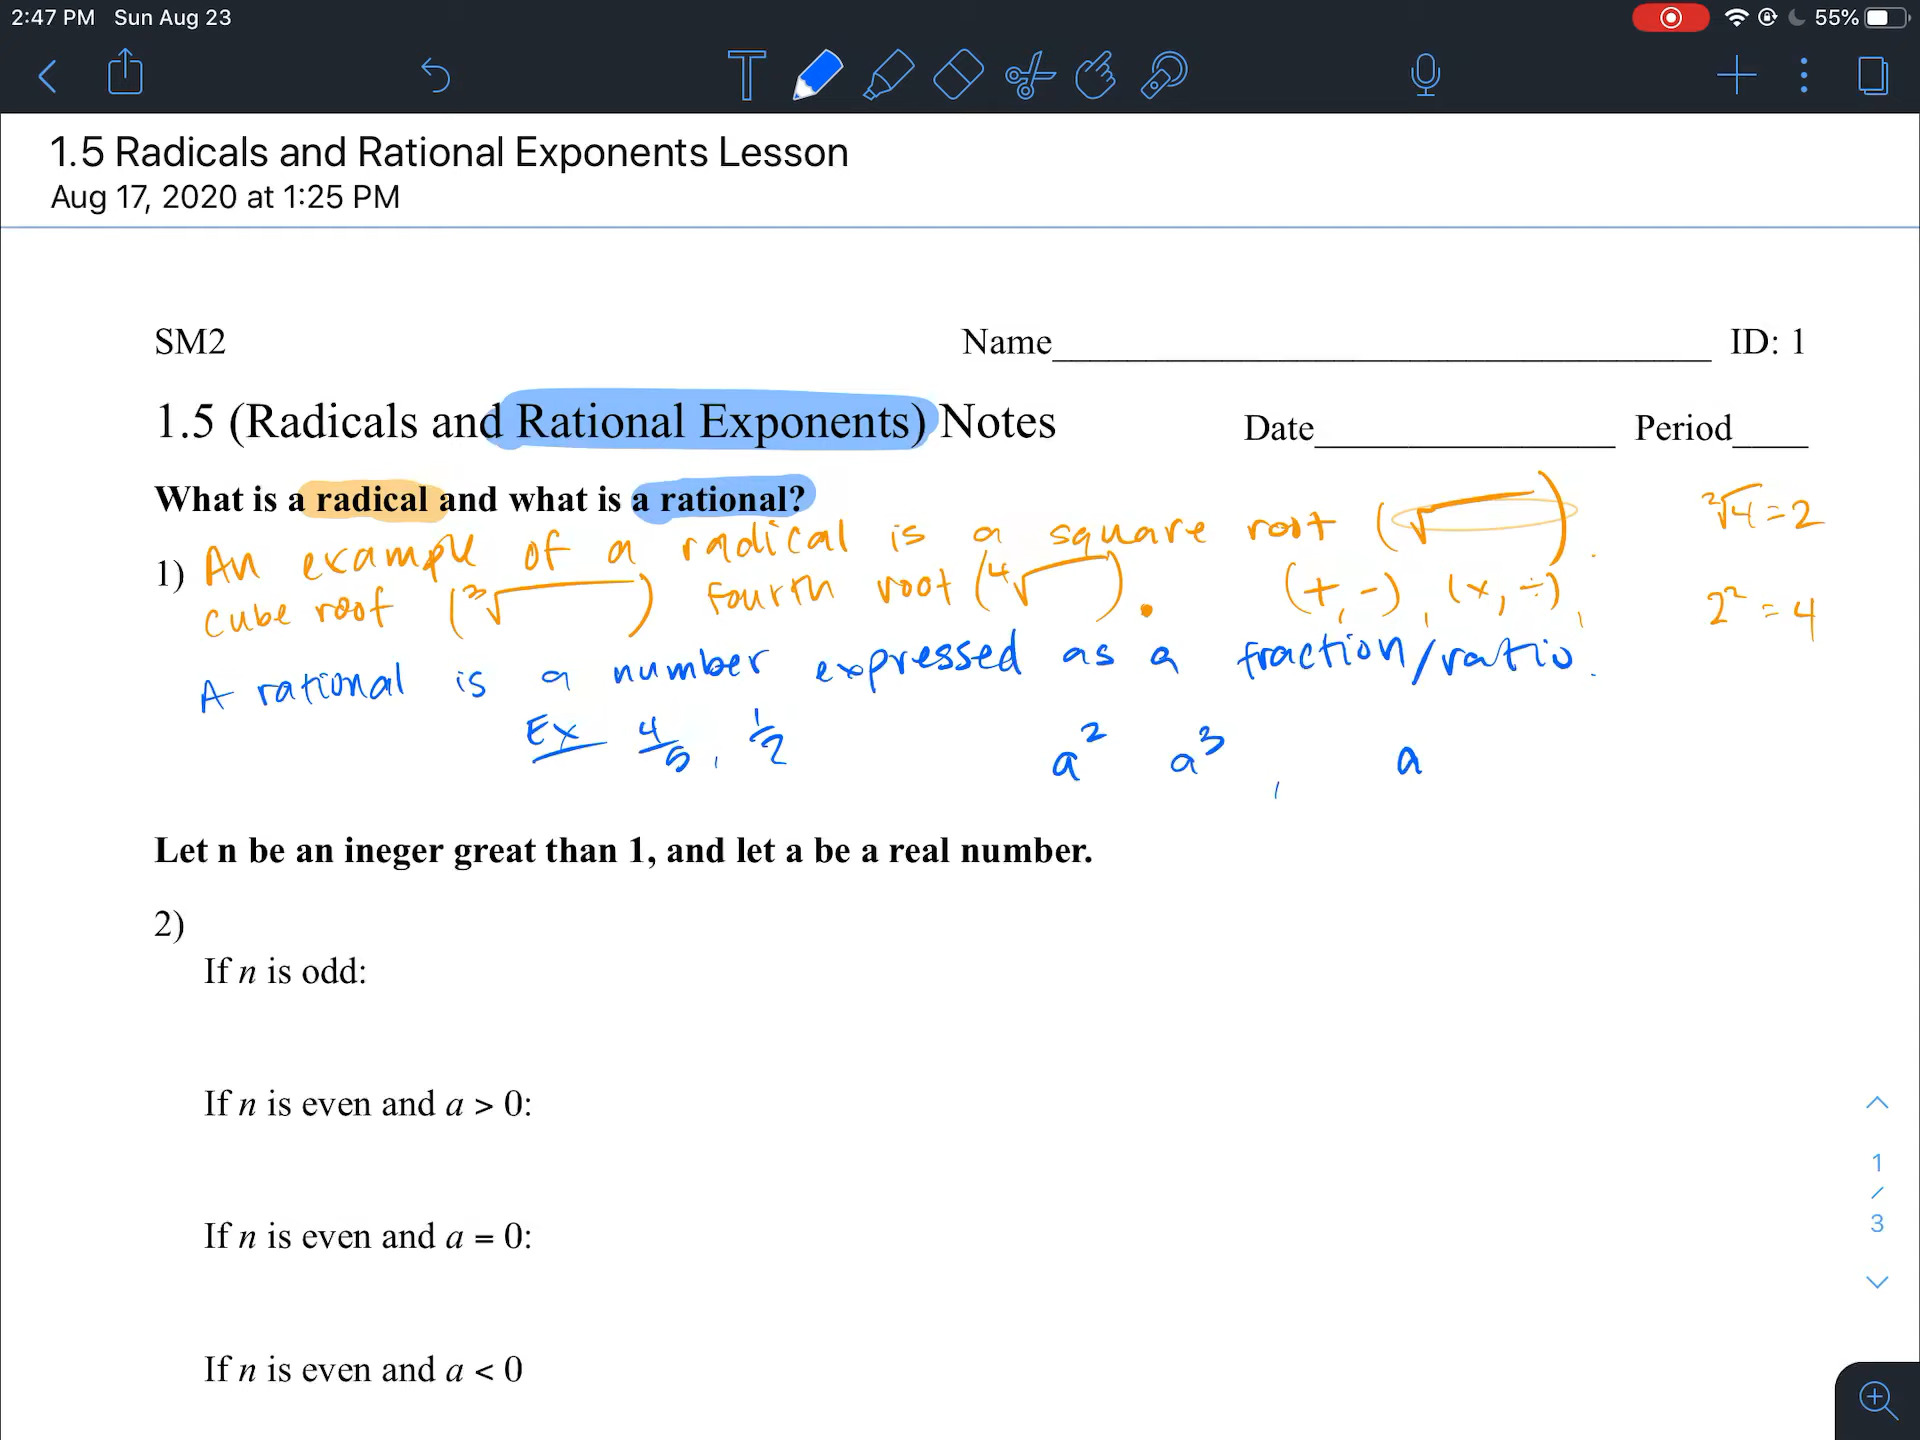 2:47 PM Sun Aug 23 55%
1.5 Radicals and Rational Exponents Lesson
Aug 17, 2020 at 1:25 PM
SM2 Name____________________ ID: 1
1.5 (Radicals and Rational Exponents) Notes Date__________ Period____
What is a radical and what is a rational?
1) An example of a radical is a square root (√ ). ²√4 = 2
cube root (³√ ) fourth root (⁴√ ). (+, -), (x, ÷), 2² = 4
A rational is a number expressed as a fraction/ratio.
Ex 4/5, 1/2 a² a³, a
Let n be an ineger great than 1, and let a be a real number.
2)
If n is odd:
If n is even and a > 0:
If n is even and a = 0:
If n is even and a < 0
1
/
3